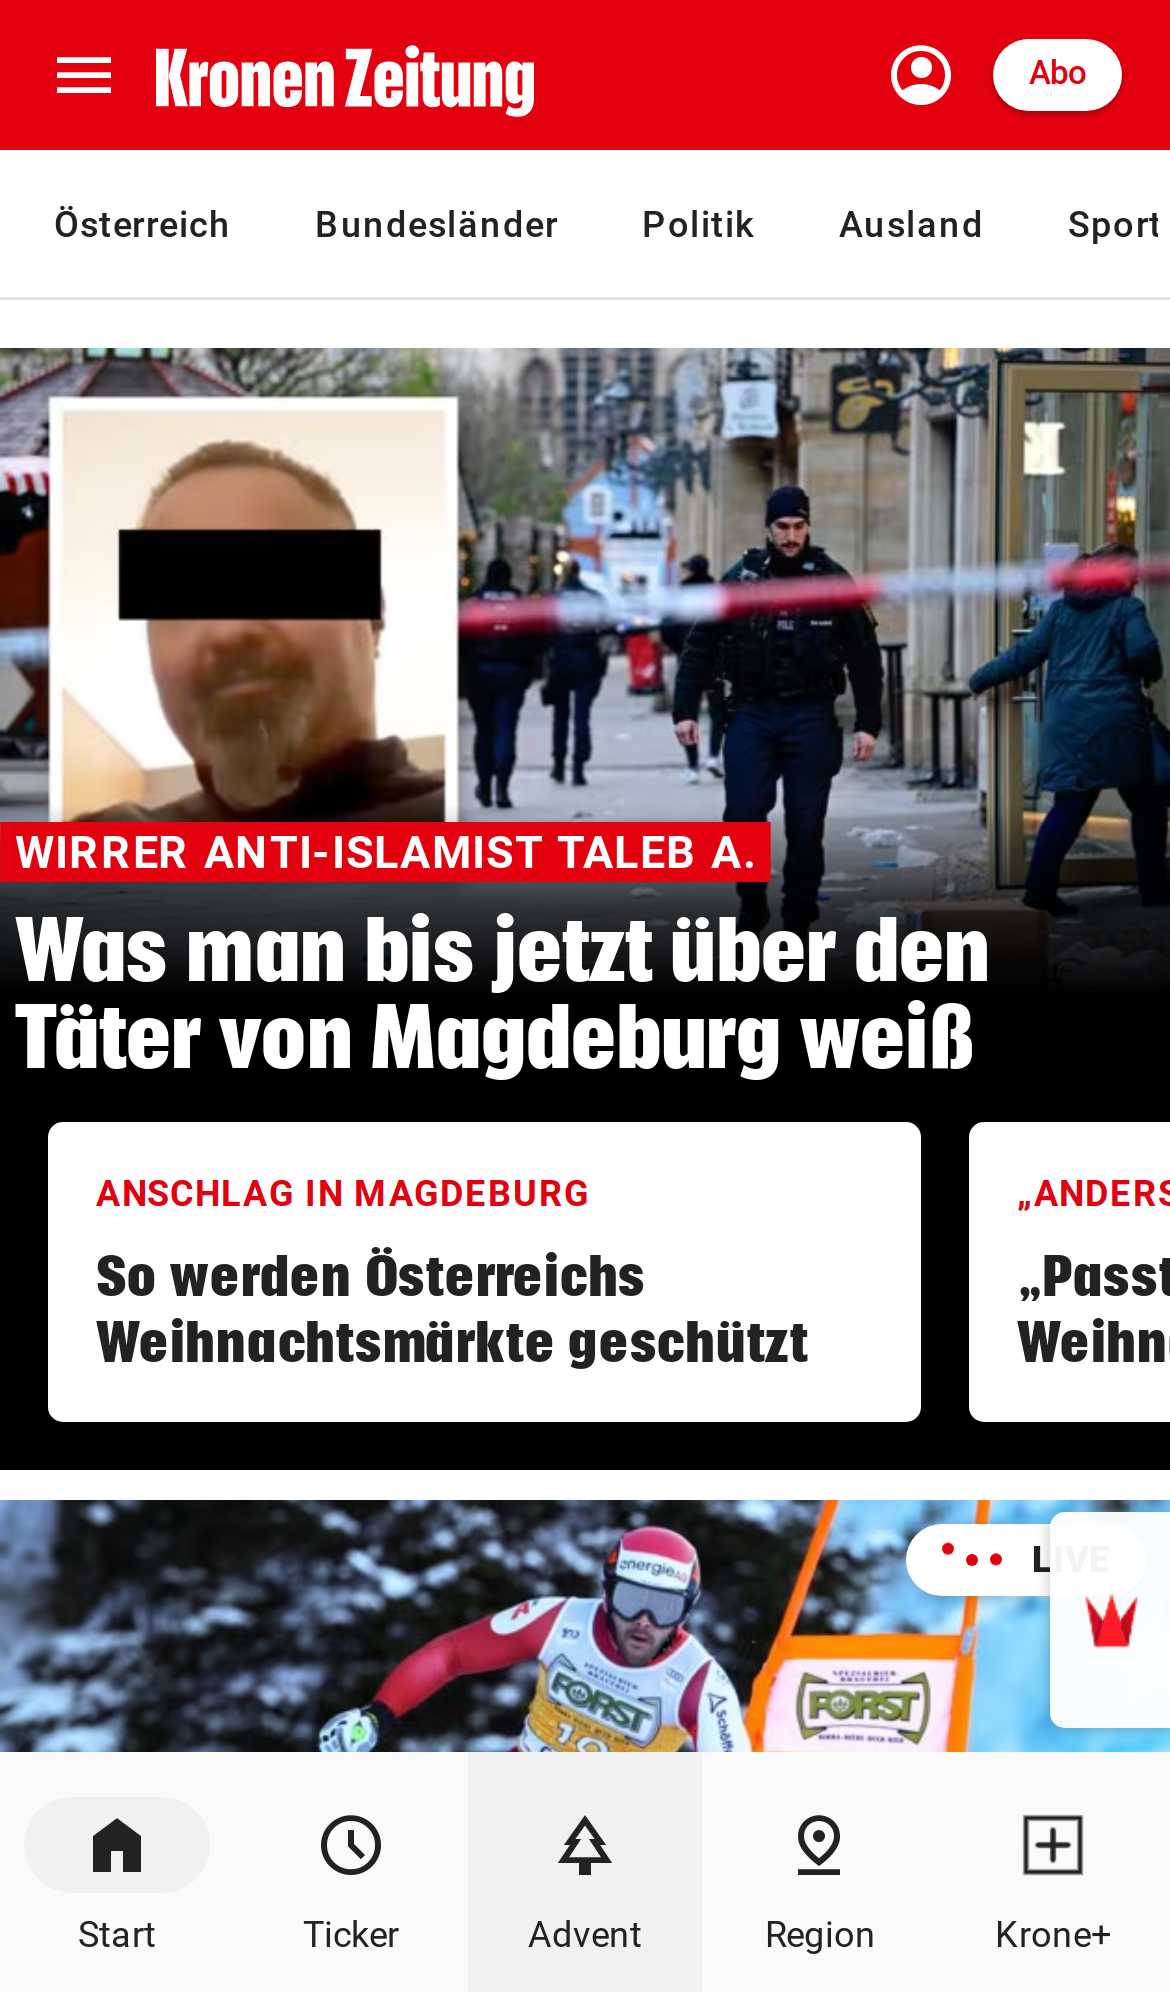 Kronen Zeitung
Abo
Österreich Bundesländer Politik Ausland Sport
WIRRER ANTI-ISLAMIST TALEB A.
Was man bis jetzt über den
Täter von Magdeburg weiß
ANSCHLAG IN MAGDEBURG
So werden Österreichs
Weihnachtsmärkte geschützt
„ANDERS
„Passt
Weihn
LIVE
energie
SPEZIALBIER-
BRAUEREI
FORST
FORST
Start Ticker Advent Region Krone+